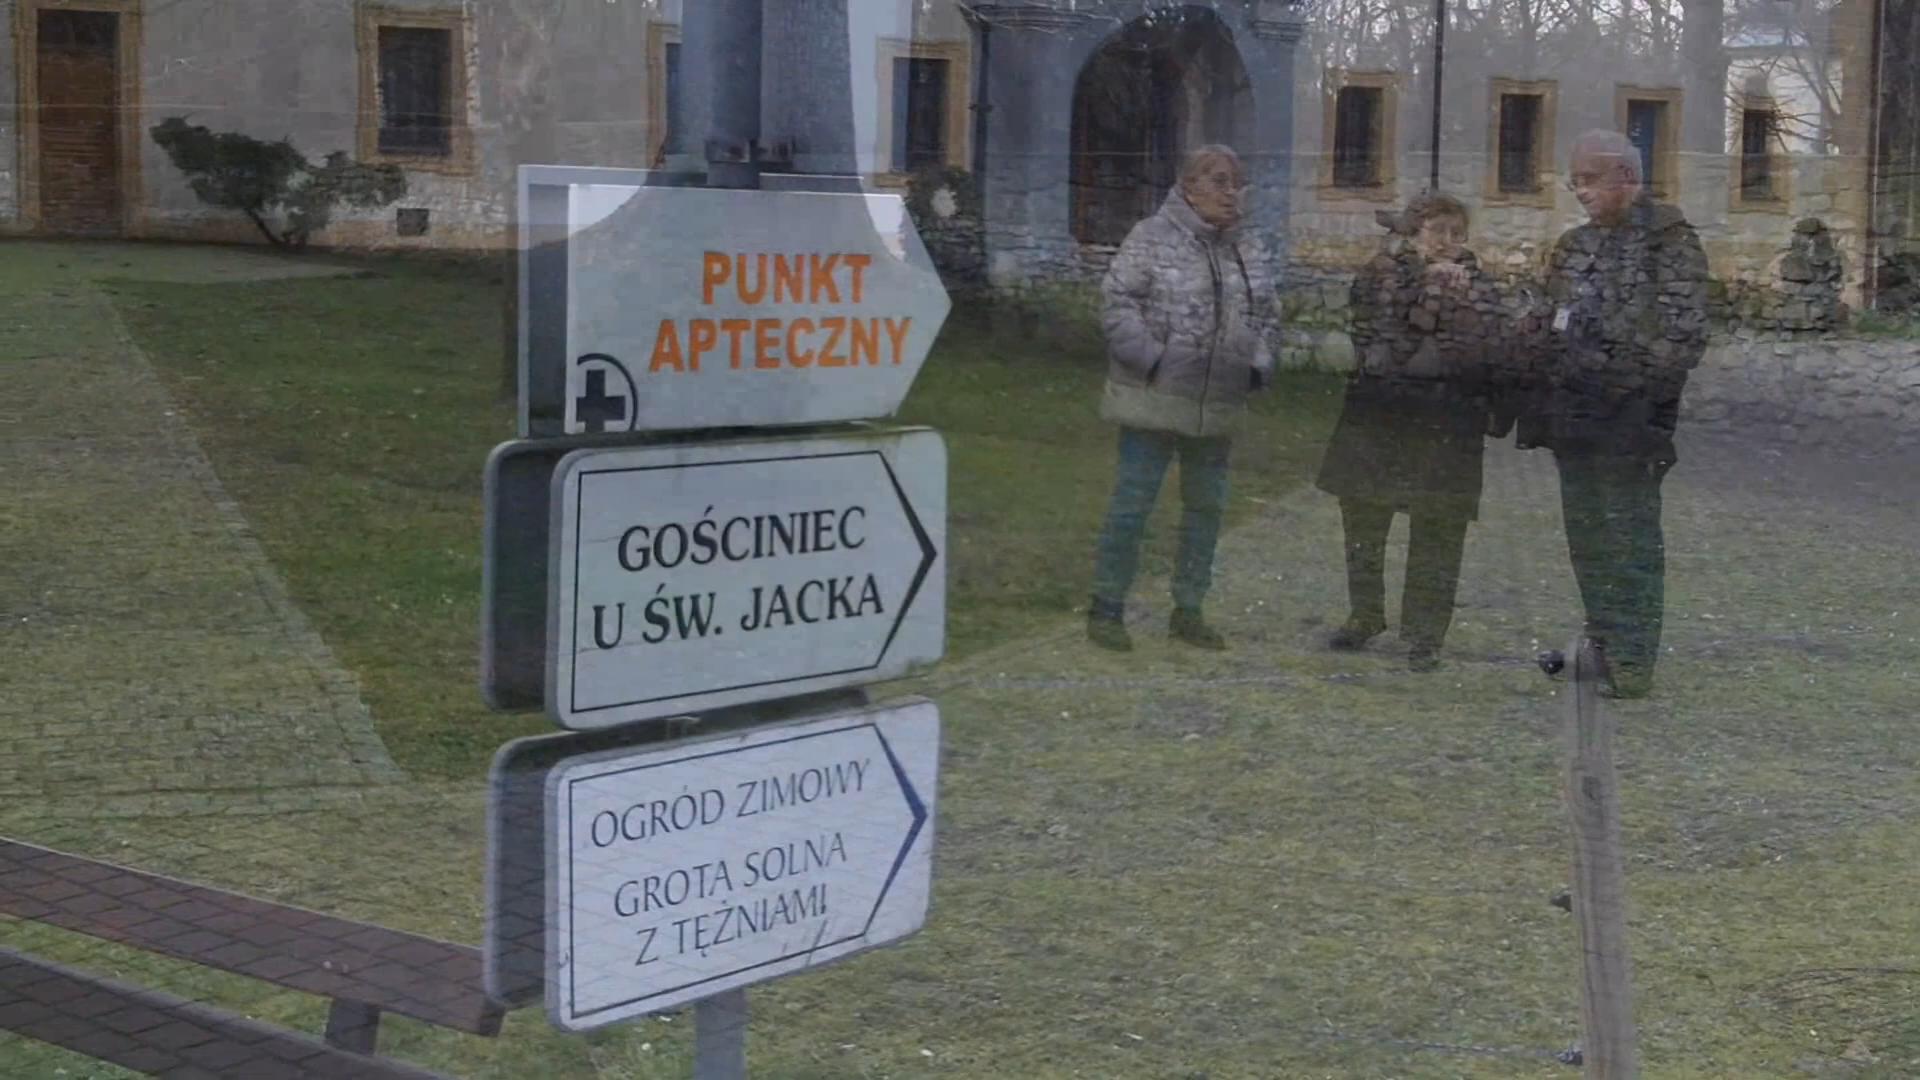 PUNKT
APTECZNY
GOŚCINIEC
U ŚW. JACKA
OGRÓD ZIMOWY
GROTA SOLNA
Z TĘŻNIAMI